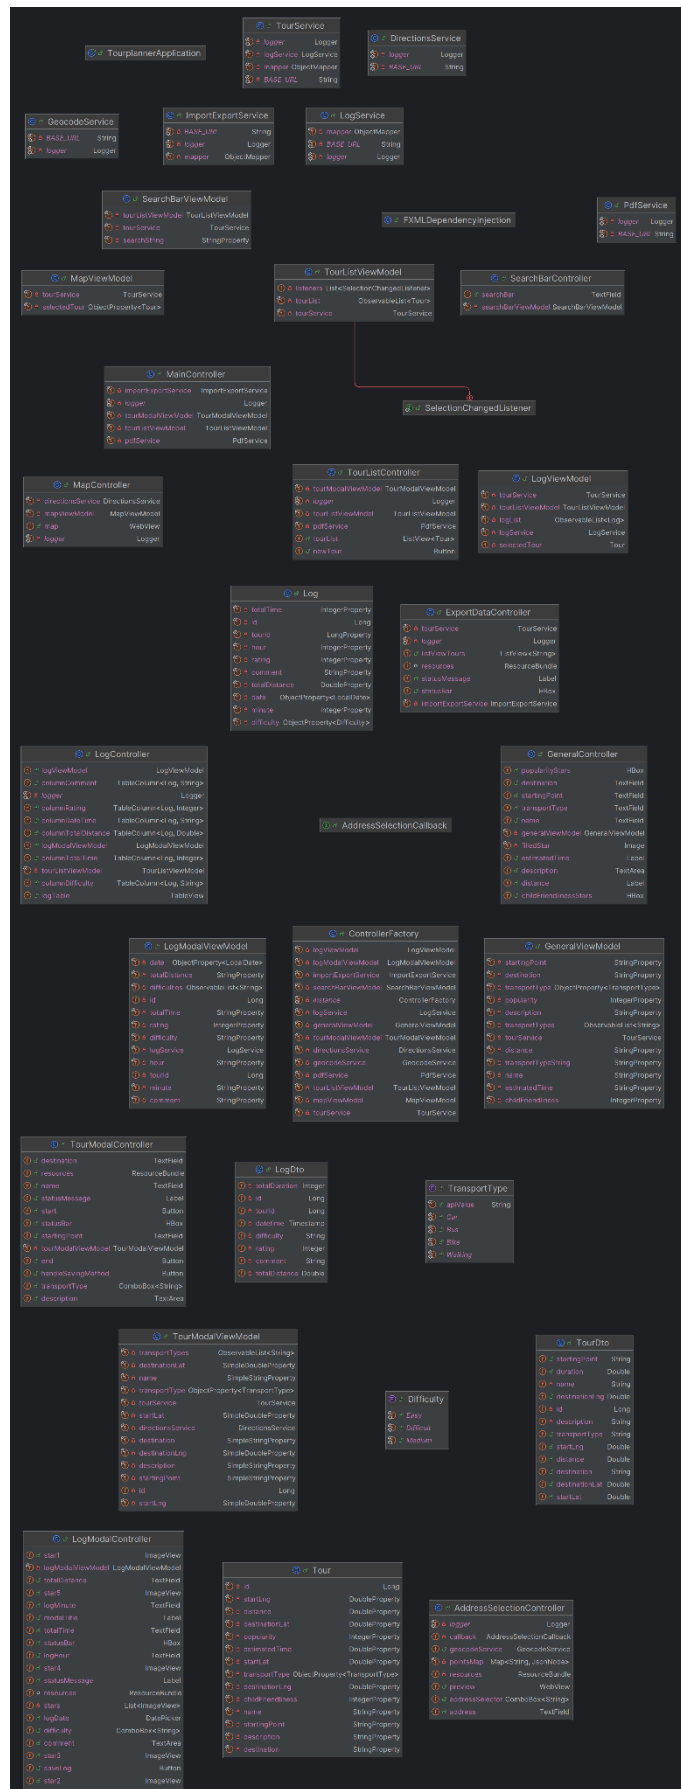 TourService
logger Logger
logService LogService
mapper ObjectMapper
BASE_URL String
DirectionsService
logger Logger
BASE_URL String
TourplannerApplication
GeocodeService
BASE_URL String
logger Logger
ImportExportService
BASE_URL String
logger Logger
mapper ObjectMapper
LogService
mapper ObjectMapper
BASE_URL String
logger Logger
SearchBarViewModel
tourListViewModel TourListViewModel
tourService TourService
searchString StringProperty
FXMLDependencyInjection
PdfService
logger Logger
BASE_URL String
MapViewModel
tourService TourService
selectedTour ObjectProperty<Tour>
TourListViewModel
listeners List<SelectionChangedListener>
tourList ObservableList<Tour>
tourService TourService
SearchBarController
searchBar TextField
searchBarViewModel SearchBarViewModel
MainController
importExportService ImportExportService
logger Logger
tourModalViewModel TourModalViewModel
tourListViewModel TourListViewModel
pdfService PdfService
SelectionChangedListener
MapController
directionsService DirectionsService
mapViewModel MapViewModel
map WebView
logger Logger
TourListController
tourModalViewModel TourModalViewModel
logger Logger
tourListViewModel TourListViewModel
pdfService PdfService
tourList ListView<Tour>
newTour Button
LogViewModel
tourService TourService
tourListViewModel TourListViewModel
logList ObservableList<Log>
logService LogService
selectedTour Tour
Log
totalTime IntegerProperty
id Long
tourId LongProperty
hour IntegerProperty
rating IntegerProperty
comment StringProperty
totalDistance DoubleProperty
date ObjectProperty<LocalDate>
minute IntegerProperty
difficulty ObjectProperty<Difficulty>
ExportDataController
tourService TourService
logger Logger
listViewTours ListView<String>
resources ResourceBundle
statusMessage Label
statusBar HBox
importExportService ImportExportService
LogController
logViewModel LogViewModel
columnComment TableColumn<Log, String>
logger Logger
columnRating TableColumn<Log, Integer>
columnDateTime TableColumn<Log, String>
columnTotalDistance TableColumn<Log, Double>
logModalViewModel LogModalViewModel
columnTotalTime TableColumn<Log, Integer>
tourListViewModel TourListViewModel
columnDifficulty TableColumn<Log, String>
logTable TableView
AddressSelectionCallback
GeneralController
popularityStars HBox
destination TextField
startingPoint TextField
transportType TextField
name TextField
generalViewModel GeneralViewModel
filledStar Image
estimatedTime Label
description TextArea
distance Label
childFriendlinessStars HBox
LogModalViewModel
date ObjectProperty<LocalDate>
totalDistance StringProperty
difficulties ObservableList<String>
id Long
totalTime StringProperty
rating IntegerProperty
difficulty StringProperty
logService LogService
hour StringProperty
tourId Long
minute StringProperty
comment StringProperty
ControllerFactory
logViewModel LogViewModel
logModalViewModel LogModalViewModel
importExportService ImportExportService
searchBarViewModel SearchBarViewModel
instance ControllerFactory
logService LogService
generalViewModel GeneralViewModel
tourModalViewModel TourModalViewModel
directionsService DirectionsService
geocodeService GeocodeService
pdfService PdfService
tourListViewModel TourListViewModel
mapViewModel MapViewModel
tourService TourService
GeneralViewModel
startingPoint StringProperty
destination StringProperty
transportType ObjectProperty<TransportType>
popularity IntegerProperty
description StringProperty
transportTypes ObservableList<String>
tourService TourService
distance StringProperty
transportTypeString StringProperty
name StringProperty
estimatedTime StringProperty
childFriendliness IntegerProperty
TourModalController
destination TextField
resources ResourceBundle
name TextField
statusMessage Label
start Button
statusBar HBox
startingPoint TextField
tourModalViewModel TourModalViewModel
end Button
handleSavingMethod Button
transportType ComboBox<String>
description TextArea
LogDto
totalDuration Integer
id Long
tourId Long
datetime Timestamp
difficulty String
rating Integer
comment String
totalDistance Double
TransportType
apiValue String
Car
Bus
Bike
Walking
TourModalViewModel
transportTypes ObservableList<String>
destinationLat SimpleDoubleProperty
name SimpleStringProperty
transportType ObjectProperty<TransportType>
tourService TourService
startLat SimpleDoubleProperty
directionsService DirectionsService
destination SimpleStringProperty
destinationLng SimpleDoubleProperty
description SimpleStringProperty
startingPoint SimpleStringProperty
id Long
startLng SimpleDoubleProperty
Difficulty
Easy
Difficult
Medium
TourDto
startingPoint String
duration Double
name String
destinationLng Double
id Long
description String
transportType String
startLng Double
distance Double
destination String
destinationLat Double
startLat Double
LogModalController
star1 ImageView
logModalViewModel LogModalViewModel
totalDistance TextField
star5 ImageView
logMinute TextField
modalTitle Label
totalTime TextField
statusBar HBox
logHour TextField
star4 ImageView
statusMessage Label
resources ResourceBundle
stars List<ImageView>
logDate DatePicker
difficulty ComboBox<String>
comment TextArea
star3 ImageView
saveLog Button
star2 ImageView
Tour
id Long
startLng DoubleProperty
distance DoubleProperty
destinationLat DoubleProperty
popularity IntegerProperty
estimatedTime DoubleProperty
startLat DoubleProperty
transportType ObjectProperty<TransportType>
destinationLng DoubleProperty
childFriendliness IntegerProperty
name StringProperty
startingPoint StringProperty
description StringProperty
destination StringProperty
AddressSelectionController
logger Logger
callback AddressSelectionCallback
geocodeService GeocodeService
pointsMap Map<String, JsonNode>
resources ResourceBundle
preview WebView
addressSelector ComboBox<String>
address TextField